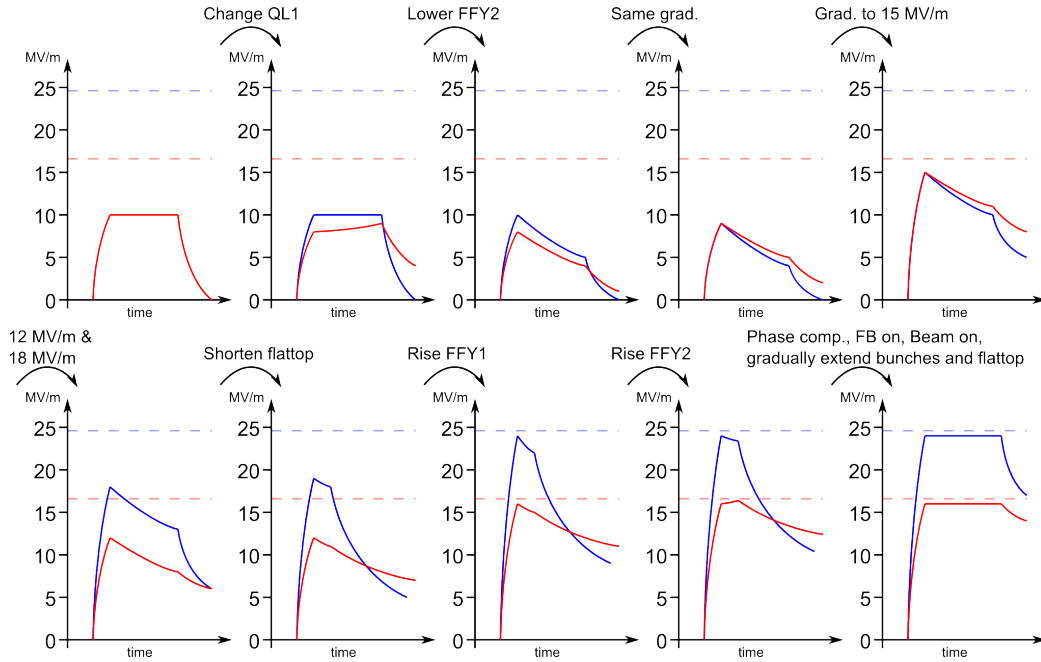 Change QL1
Lower FFY2
Same grad.
Grad. to 15 MV/m
MV/m
25
20
15
10
5
0
time
MV/m
25
20
15
10
5
0
time
MV/m
25
20
15
10
5
0
time
MV/m
25
20
15
10
5
0
time
MV/m
25
20
15
10
5
0
time
12 MV/m &
18 MV/m
Shorten flattop
Rise FFY1
Rise FFY2
Phase comp., FB on, Beam on,
gradually extend bunches and flattop
MV/m
25
20
15
10
5
0
time
MV/m
25
20
15
10
5
0
time
MV/m
25
20
15
10
5
0
time
MV/m
25
20
15
10
5
0
time
MV/m
25
20
15
10
5
0
time